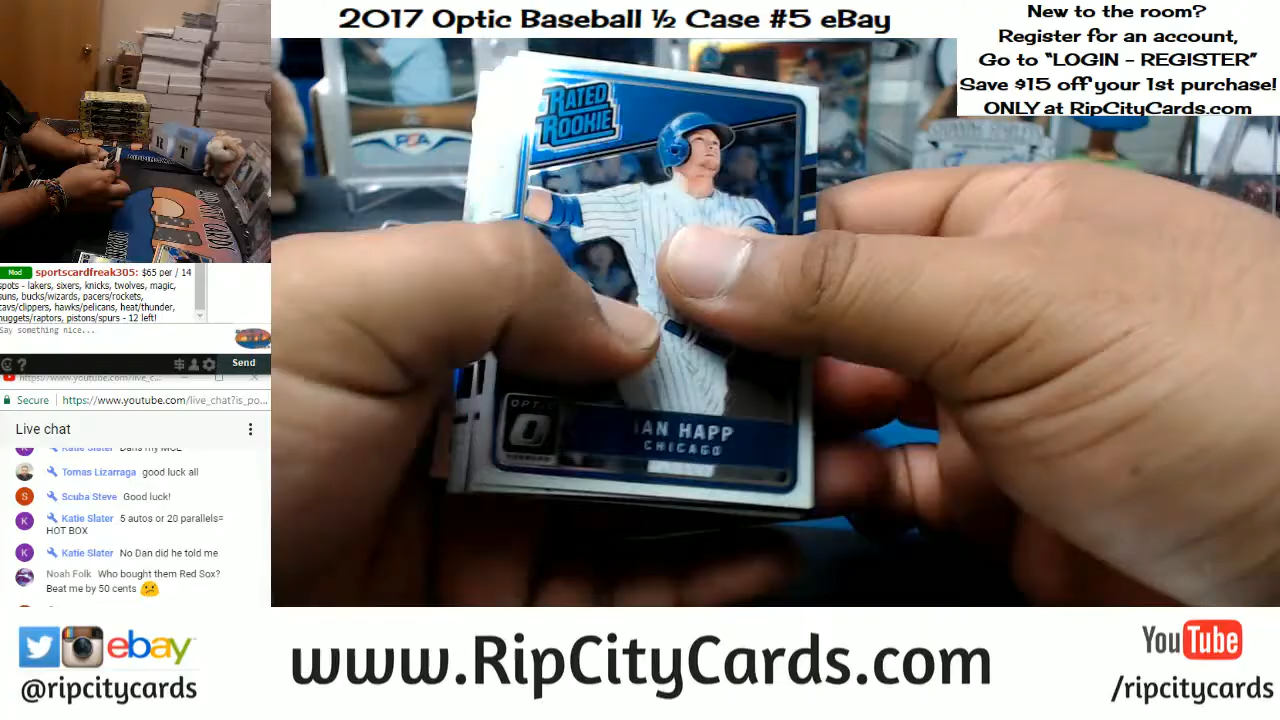 2017 Optic Baseball ½ Case #5 eBay
New to the room?
Register for an account,
Go to “LOGIN - REGISTER”
Save $15 off your 1st purchase!
ONLY at RipCityCards.com
RATED
ROOKIE
PSA
IAN HAPP
CHICAGO
OPTIC
R T
Mod sportscardfreak305: $65 per / 14
spots - lakers, sixers, knicks, twolves, magic,
suns, bucks/wizards, pacers/rockets,
cavs/clippers, hawks/pelicans, heat/thunder,
nuggets/raptors, pistons/spurs - 12 left!
Say something nice...
Send
https://www.youtube.com/live_c...
Secure https://www.youtube.com/live_chat?is_po...
Live chat
Katie Slater Dans my MCE
Tomas Lizarraga good luck all
S Scuba Steve Good luck!
K Katie Slater 5 autos or 20 parallels=
HOT BOX
K Katie Slater No Dan did he told me
Noah Folk Who bought them Red Sox?
Beat me by 50 cents
ebay
@ripcitycards
www.RipCityCards.com
YouTube
/ripcitycards